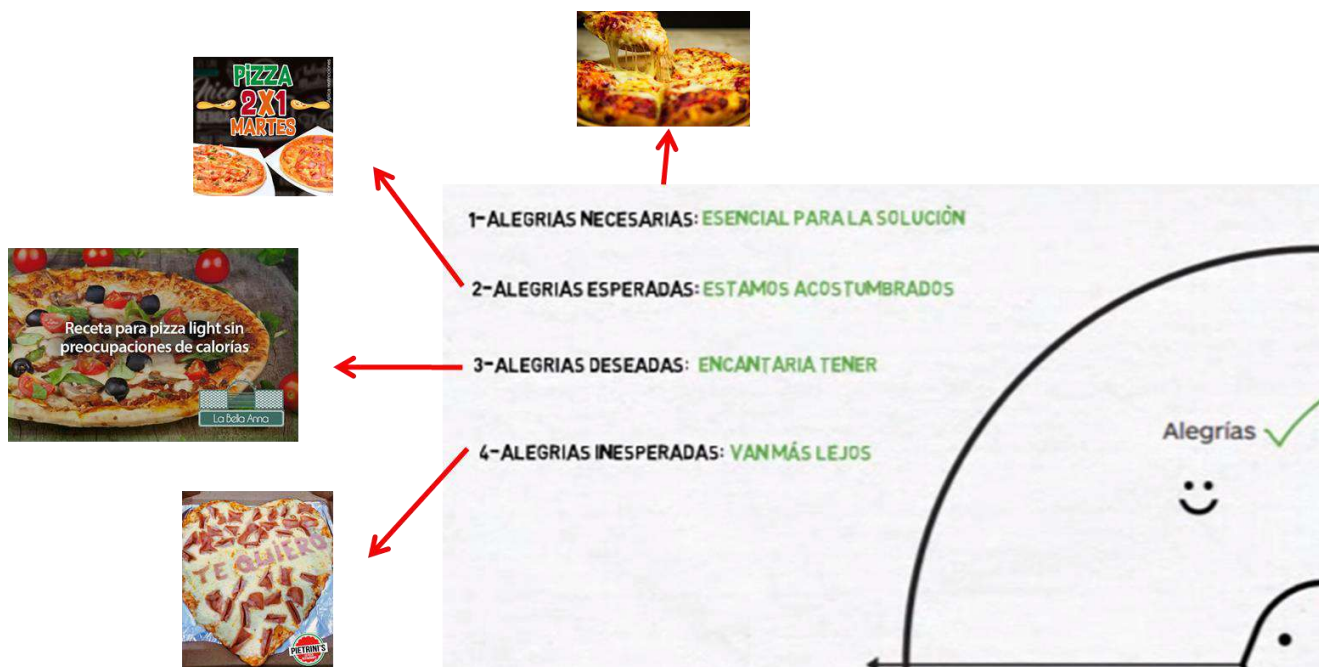 PIZZA
2X1
MARTES
1-ALEGRIAS NECESARIAS: ESENCIAL PARA LA SOLUCIÓN
2-ALEGRIAS ESPERADAS: ESTAMOS ACOSTUMBRADOS
Receta para pizza light sin
preocupaciones de calorías
La Bella Anna
3-ALEGRIAS DESEADAS: ENCANTARIA TENER
Alegrías
4-ALEGRIAS INESPERADAS: VAN MÁS LEJOS
TE QUIERO
PIETRINI'S